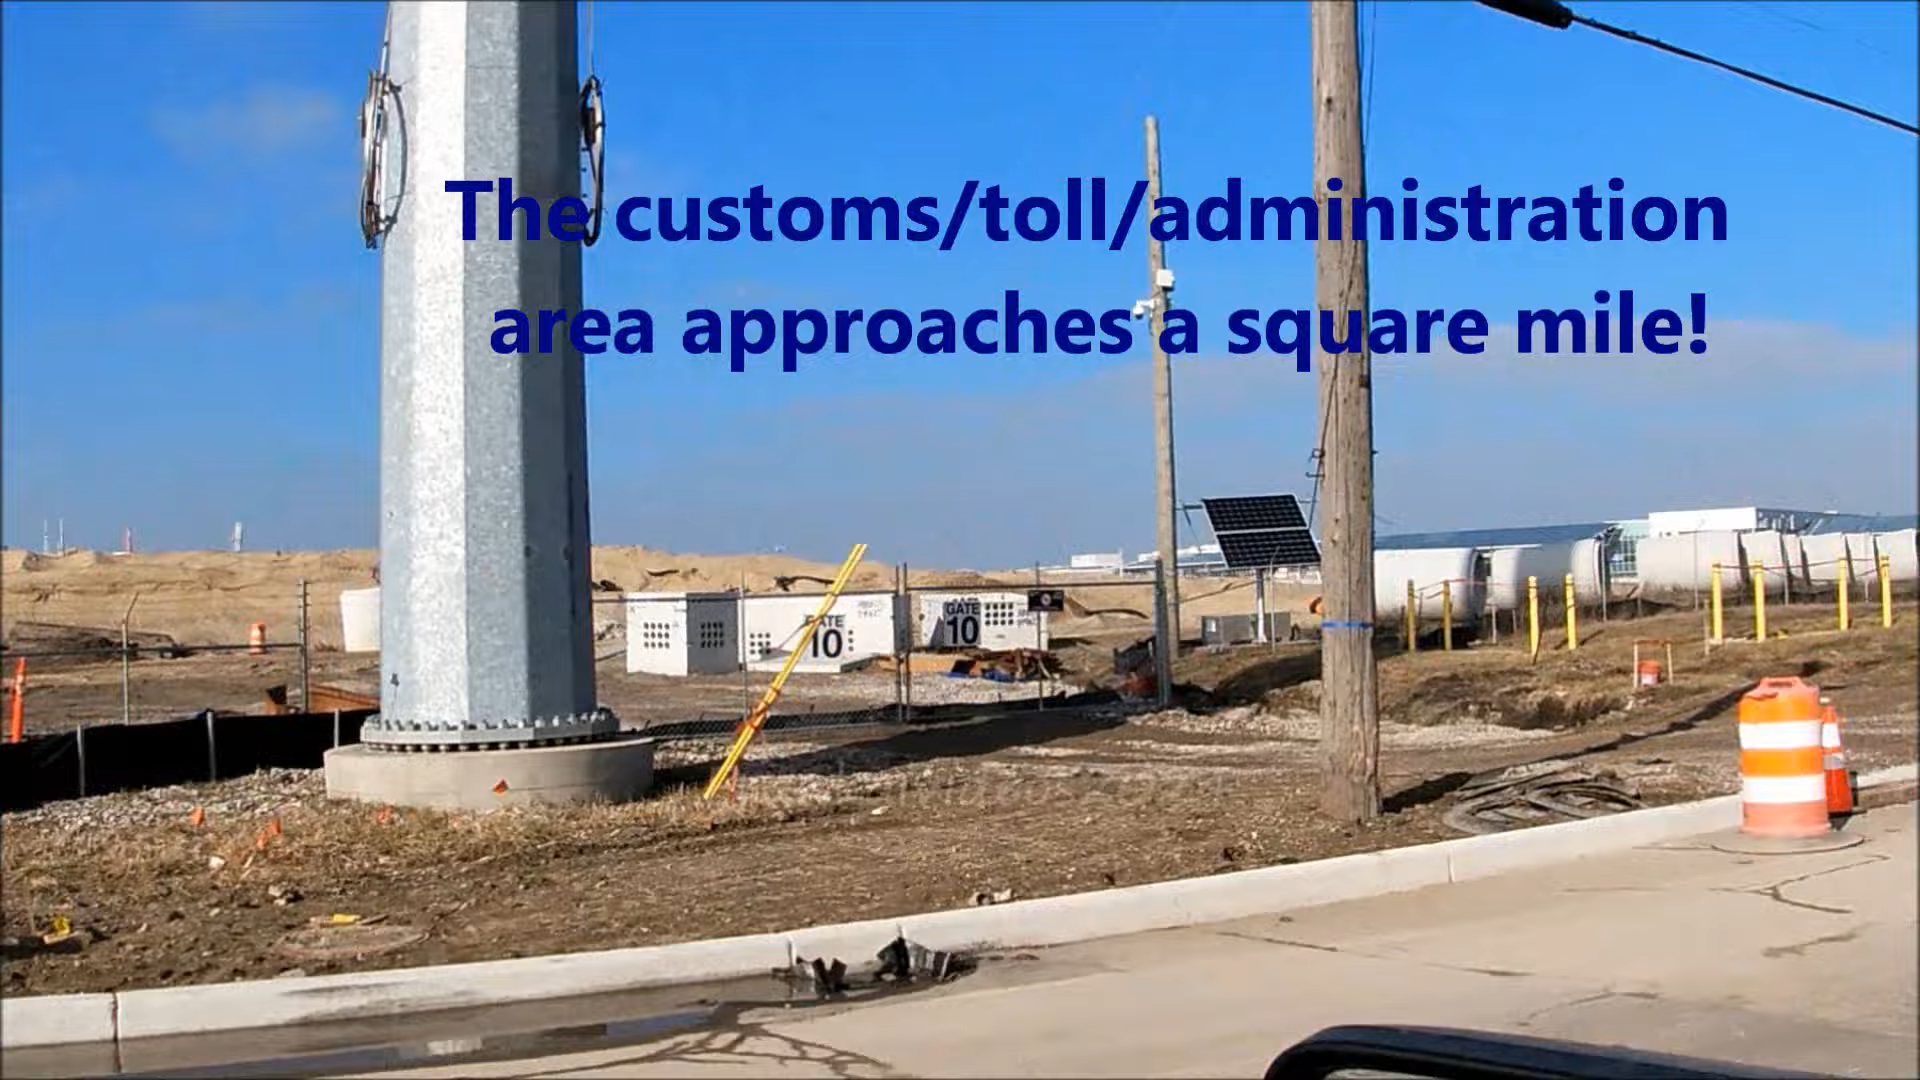 The customs/toll/administration
area approaches a square mile!
GATE
10
GATE
10